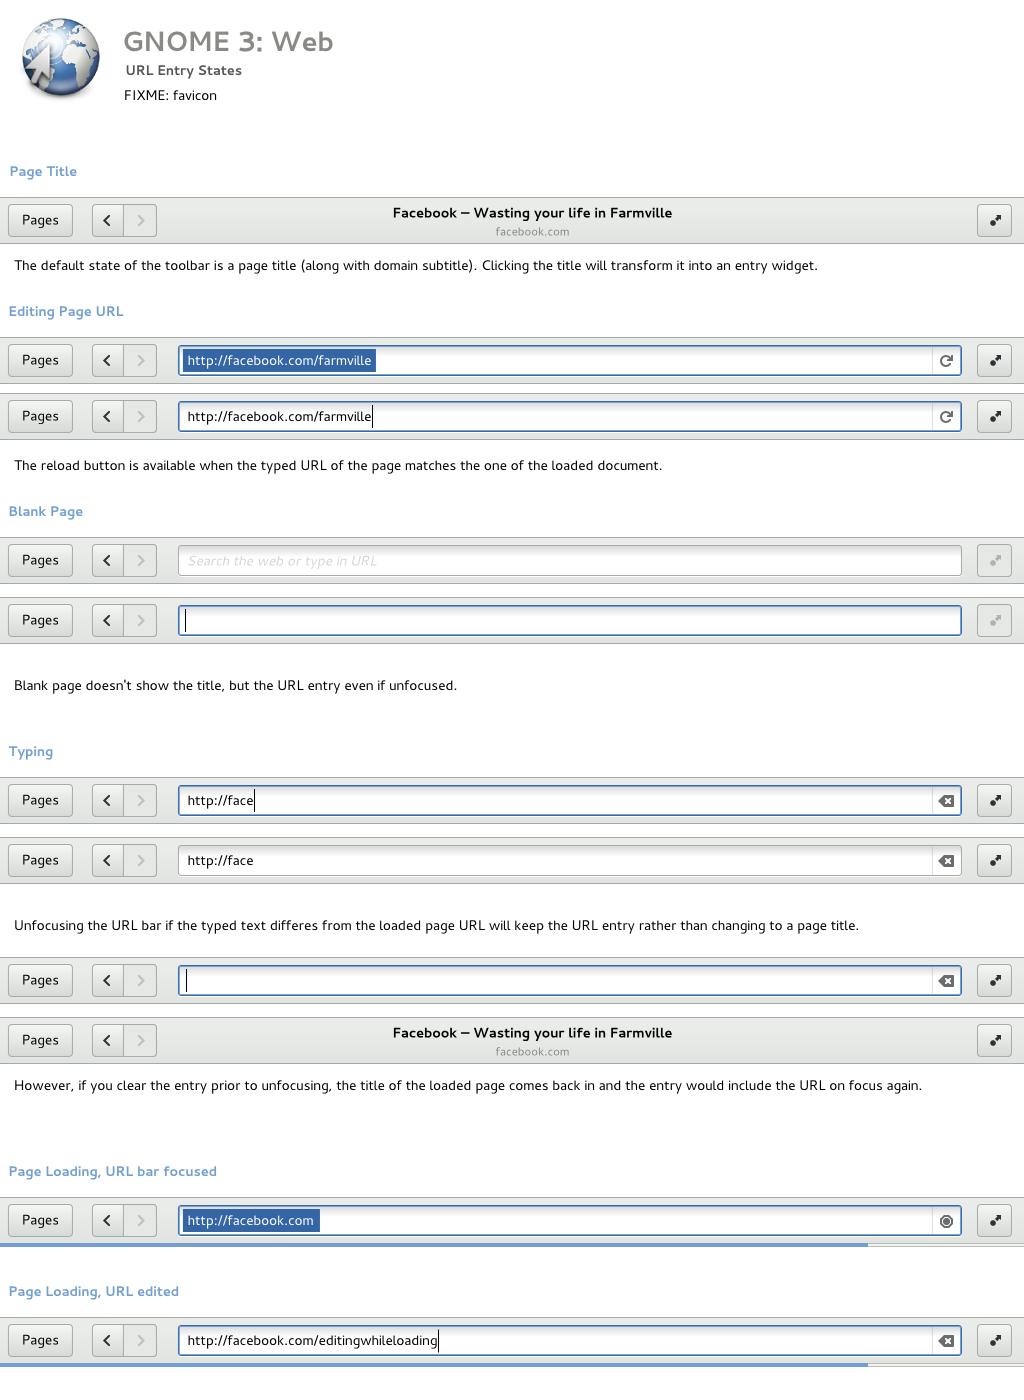 GNOME 3: Web
URL Entry States
FIXME: favicon
Page Title
Pages Facebook – Wasting your life in Farmville
facebook.com
The default state of the toolbar is a page title (along with domain subtitle). Clicking the title will transform it into an entry widget.
Editing Page URL
Pages http://facebook.com/farmville
Pages http://facebook.com/farmville
The reload button is available when the typed URL of the page matches the one of the loaded document.
Blank Page
Pages Search the web or type in URL
Pages
Blank page doesn't show the title, but the URL entry even if unfocused.
Typing
Pages http://face
Pages http://face
Unfocusing the URL bar if the typed text differes from the loaded page URL will keep the URL entry rather than changing to a page title.
Pages
Pages Facebook – Wasting your life in Farmville
facebook.com
However, if you clear the entry prior to unfocusing, the title of the loaded page comes back in and the entry would include the URL on focus again.
Page Loading, URL bar focused
Pages http://facebook.com
Page Loading, URL edited
Pages http://facebook.com/editingwhileloading